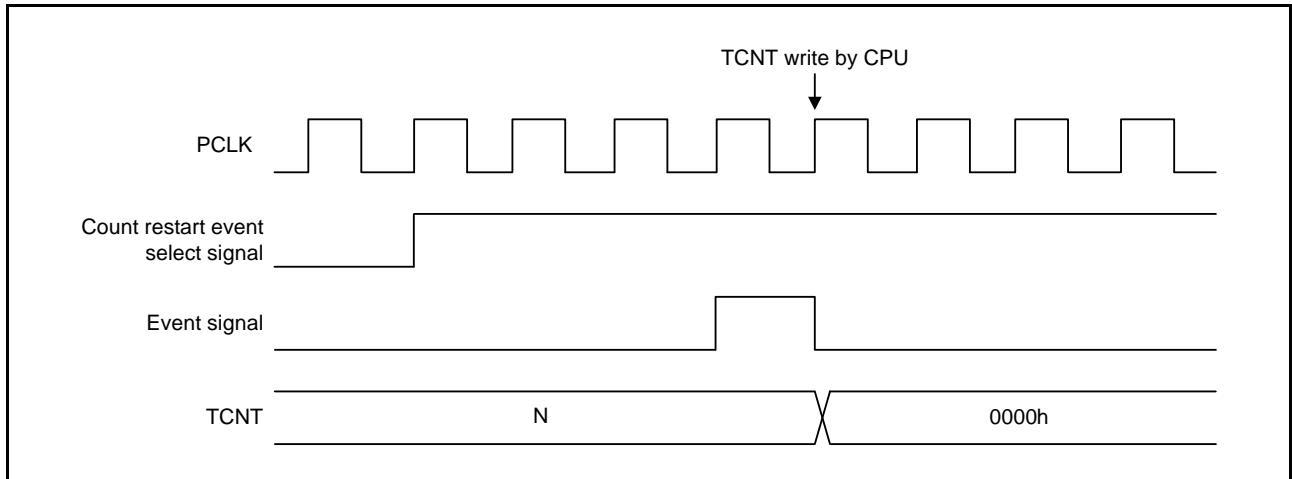 TCNT write by CPU
PCLK
Count restart event
select signal
Event signal
TCNT
N
0000h